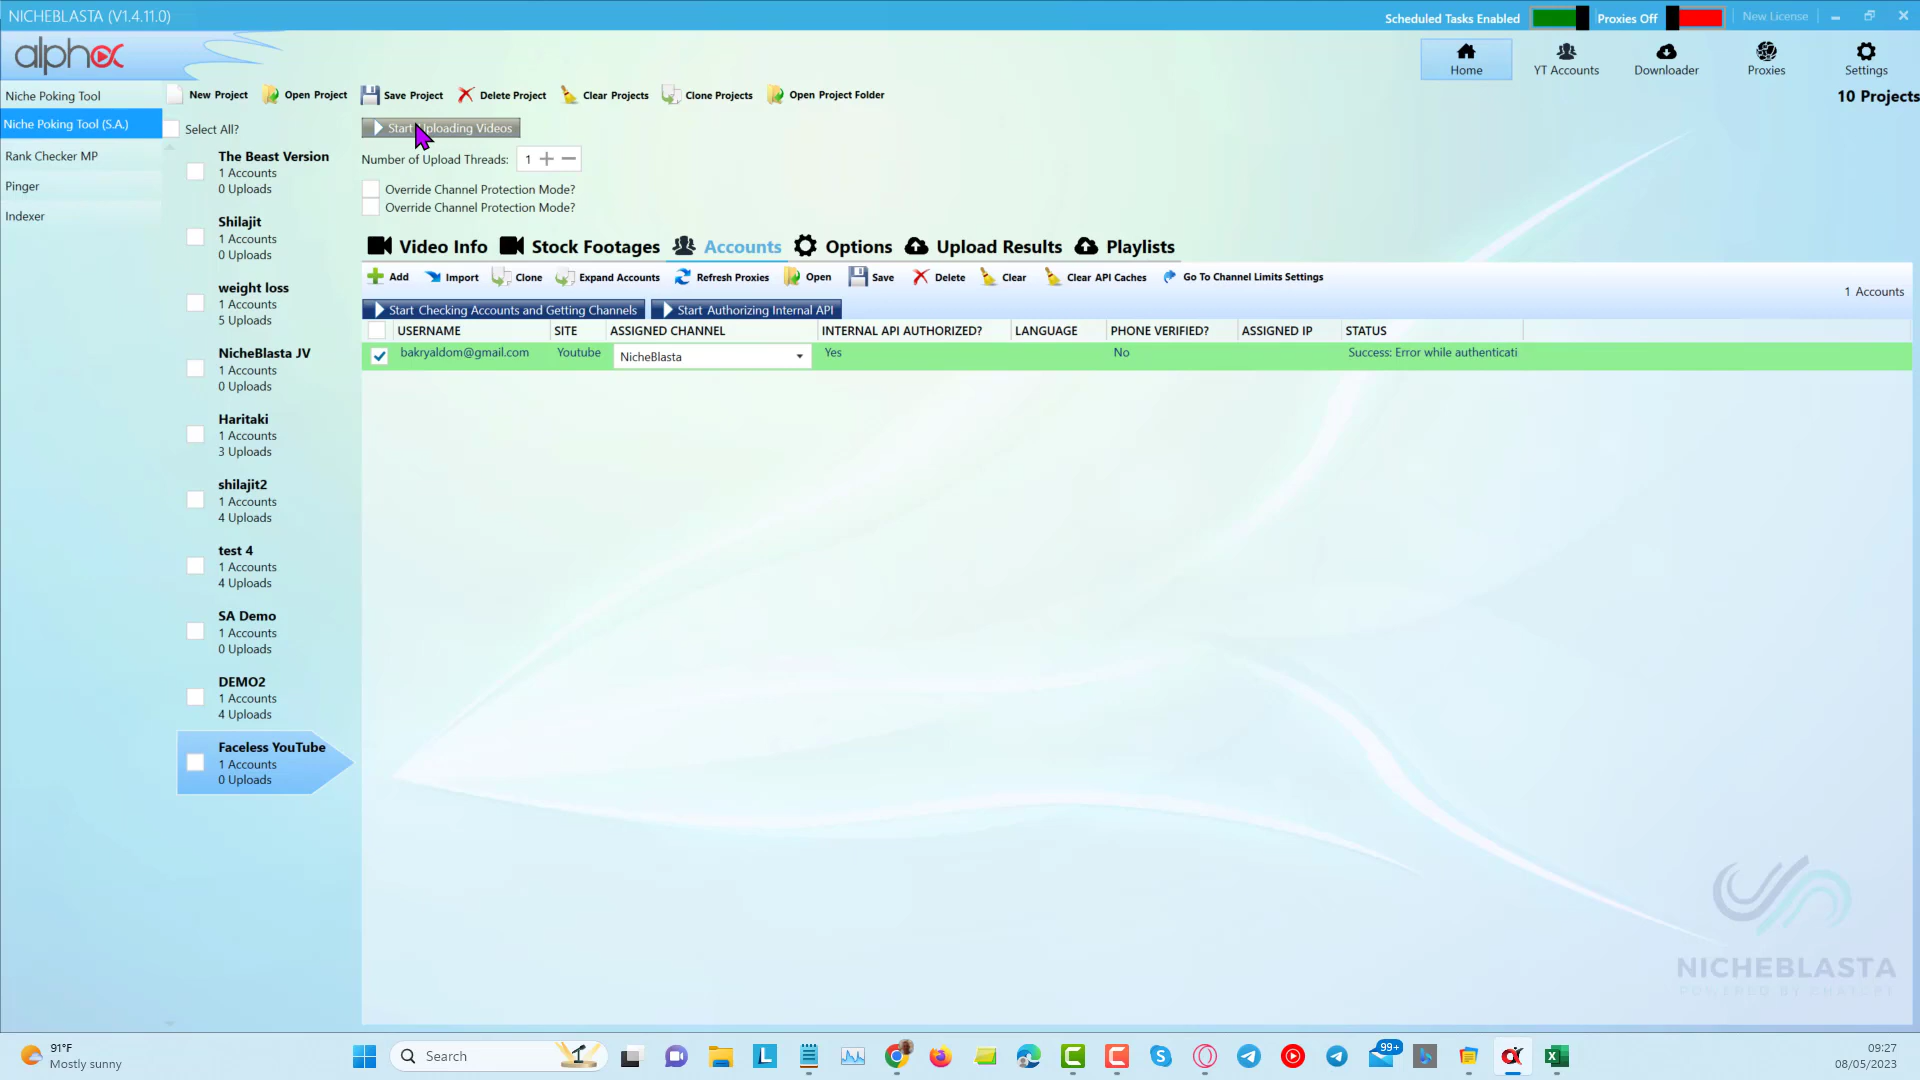 NICHEBLASTA (V1.4.11.0)
Scheduled Tasks Enabled
Proxies Off
New License
alpha
Home
YT Accounts
Downloader
Proxies
Settings
Niche Poking Tool
Niche Poking Tool (S.A.)
Rank Checker MP
Pinger
Indexer
New Project
Open Project
Save Project
Delete Project
Clear Projects
Clone Projects
Open Project Folder
10 Projects
Select All?
The Beast Version
1 Accounts
0 Uploads
Shilajit
1 Accounts
0 Uploads
weight loss
1 Accounts
5 Uploads
NicheBlasta JV
1 Accounts
0 Uploads
Haritaki
1 Accounts
3 Uploads
shilajit2
1 Accounts
4 Uploads
test 4
1 Accounts
4 Uploads
SA Demo
1 Accounts
0 Uploads
DEMO2
1 Accounts
4 Uploads
Faceless YouTube
1 Accounts
0 Uploads
Start Uploading Videos
Number of Upload Threads: 1
Override Channel Protection Mode?
Override Channel Protection Mode?
Video Info
Stock Footages
Accounts
Options
Upload Results
Playlists
Add
Import
Clone
Expand Accounts
Refresh Proxies
Open
Save
Delete
Clear
Clear API Caches
Go To Channel Limits Settings
1 Accounts
Start Checking Accounts and Getting Channels
Start Authorizing Internal API
USERNAME SITE ASSIGNED CHANNEL INTERNAL API AUTHORIZED? LANGUAGE PHONE VERIFIED? ASSIGNED IP STATUS
bakryaldom@gmail.com Youtube NicheBlasta Yes No Success: Error while authenticati
NICHEBLASTA
POWERED BY CHATGPT
91°F
Mostly sunny
Search
L
99+
09:27
08/05/2023